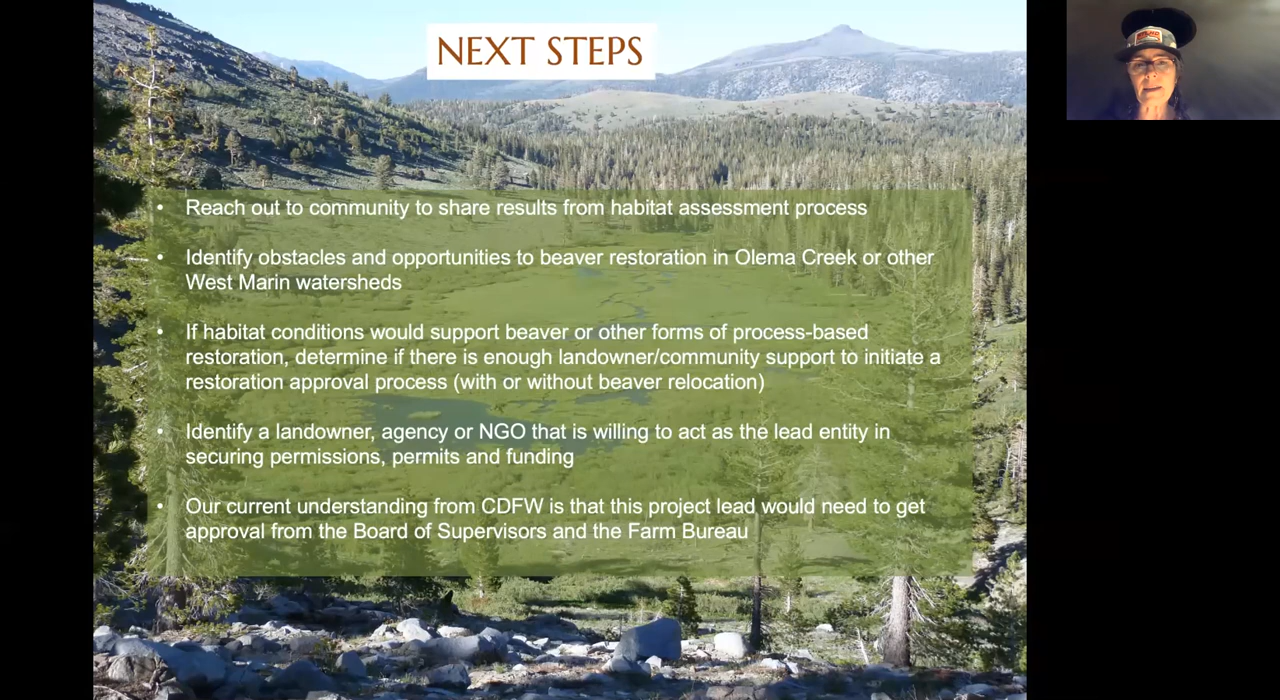 NEXT STEPS
• Reach out to community to share results from habitat assessment process
• Identify obstacles and opportunities to beaver restoration in Olema Creek or other
West Marin watersheds
• If habitat conditions would support beaver or other forms of process-based
restoration, determine if there is enough landowner/community support to initiate a
restoration approval process (with or without beaver relocation)
• Identify a landowner, agency or NGO that is willing to act as the lead entity in
securing permissions, permits and funding
• Our current understanding from CDFW is that this project lead would need to get
approval from the Board of Supervisors and the Farm Bureau